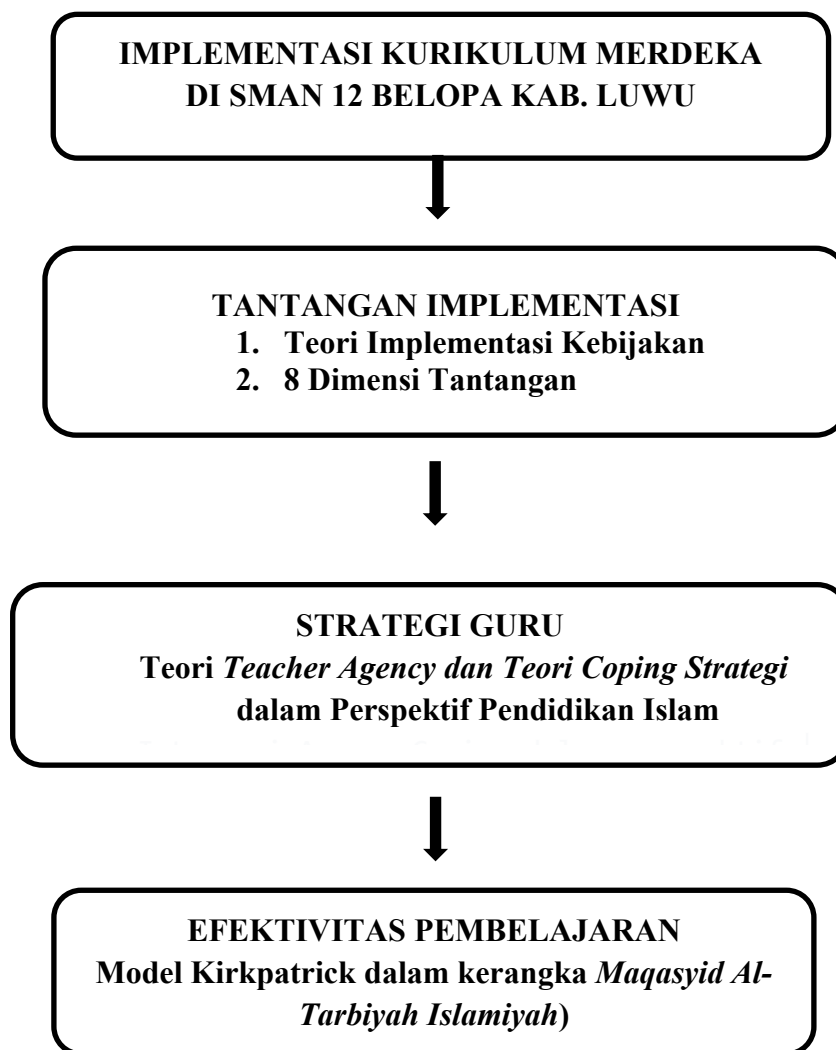 IMPLEMENTASI KURIKULUM MERDEKA
DI SMAN 12 BELOPA KAB. LUWU
TANTANGAN IMPLEMENTASI
1. Teori Implementasi Kebijakan
2. 8 Dimensi Tantangan
STRATEGI GURU
Teori Teacher Agency dan Teori Coping Strategi
dalam Perspektif Pendidikan Islam
EFEKTIVITAS PEMBELAJARAN
Model Kirkpatrick dalam kerangka Maqasyid Al-
Tarbiyah Islamiyah)